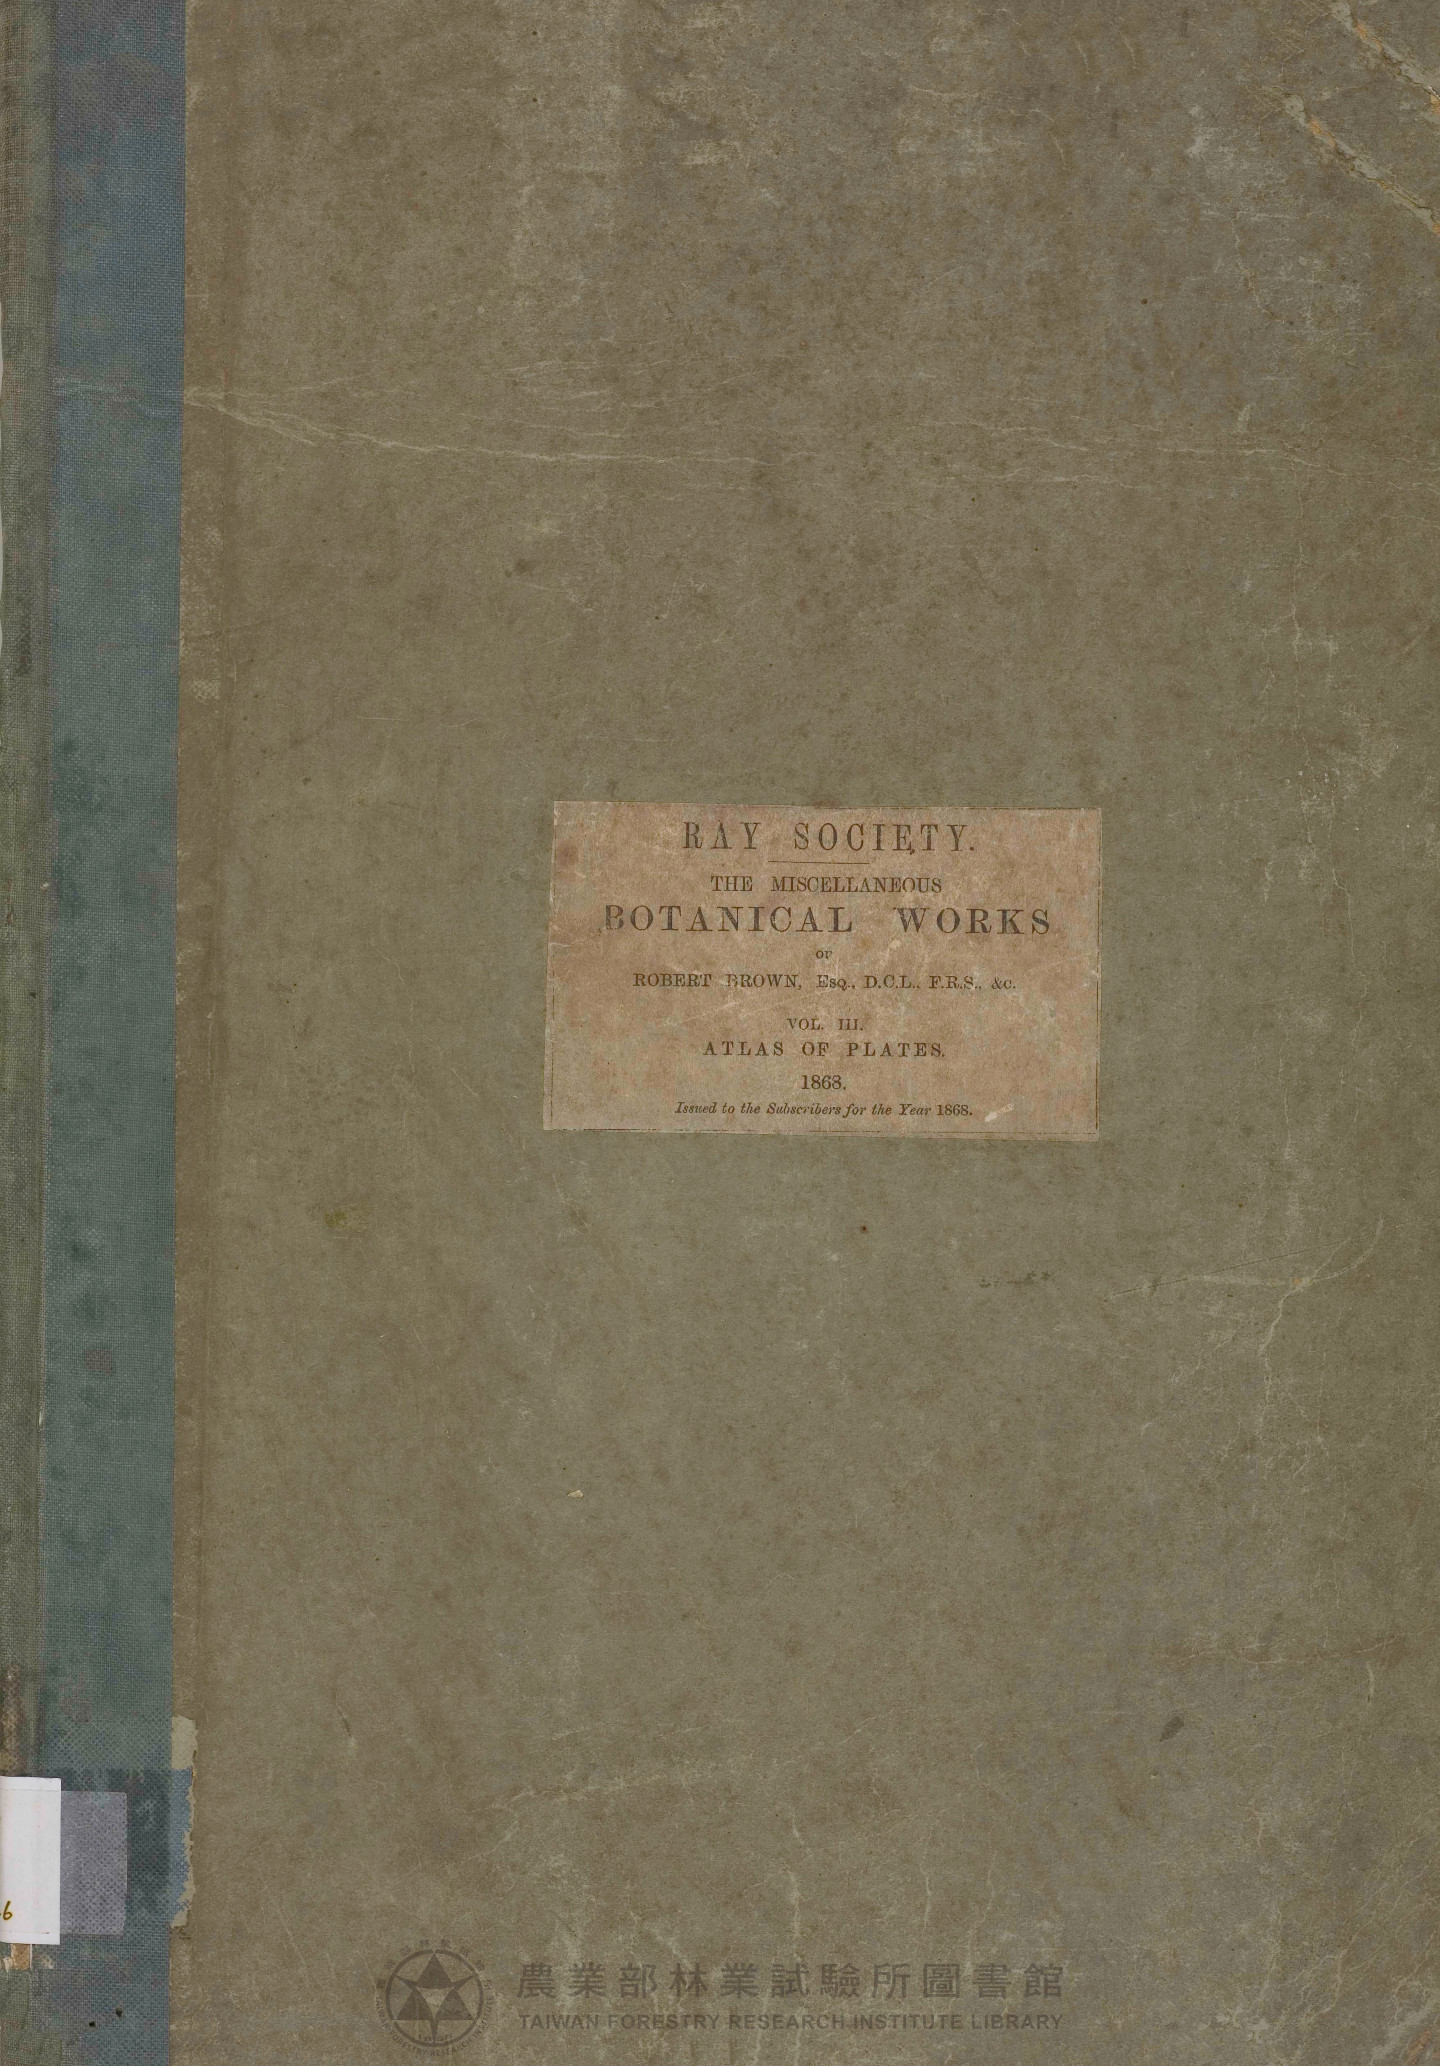 RAY SOCIETY.
THE MISCELLANEOUS
BOTANICAL WORKS
OF
ROBERT BROWN, Esq., D.C.L., F.R.S., &c.
VOL. III.
ATLAS OF PLATES.
1868.
Issued to the Subscribers for the Year 1868.
6
農業部林業試驗所圖書館
TAIWAN FORESTRY RESEARCH INSTITUTE LIBRARY